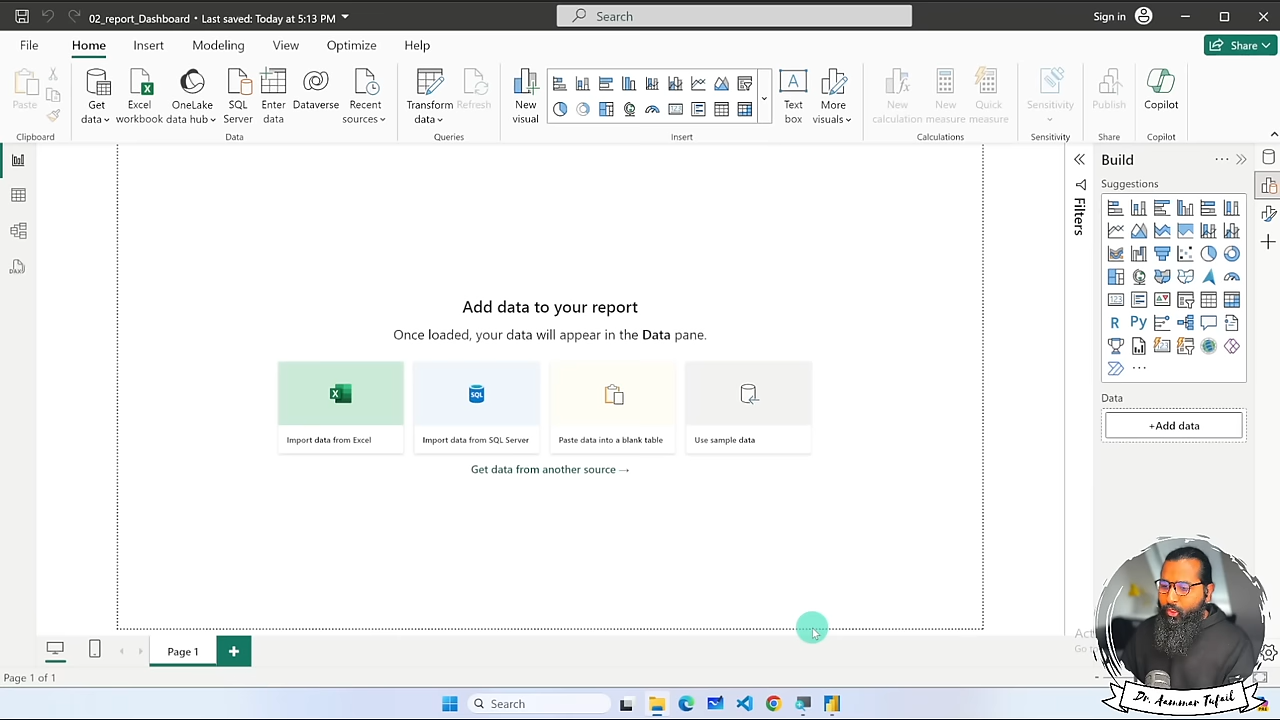 02_report_Dashboard • Last saved: Today at 5:13 PM
Search
Sign in
File
Home
Insert
Modeling
View
Optimize
Help
Share
Paste
Get data
Excel workbook
OneLake data hub
SQL Server
Enter data
Dataverse
Recent sources
Transform data
Refresh
New visual
Text box
More visuals
New calculation
New measure
Quick measure
Sensitivity
Publish
Copilot
Clipboard
Data
Queries
Insert
Calculations
Sensitivity
Share
Copilot
Filters
Build
Suggestions
R
Py
Data
+Add data
Add data to your report
Once loaded, your data will appear in the Data pane.
Import data from Excel
SQL
Import data from SQL Server
Paste data into a blank table
Use sample data
Get data from another source →
Page 1
Page 1 of 1
Search
Dr. Aammar Tufail